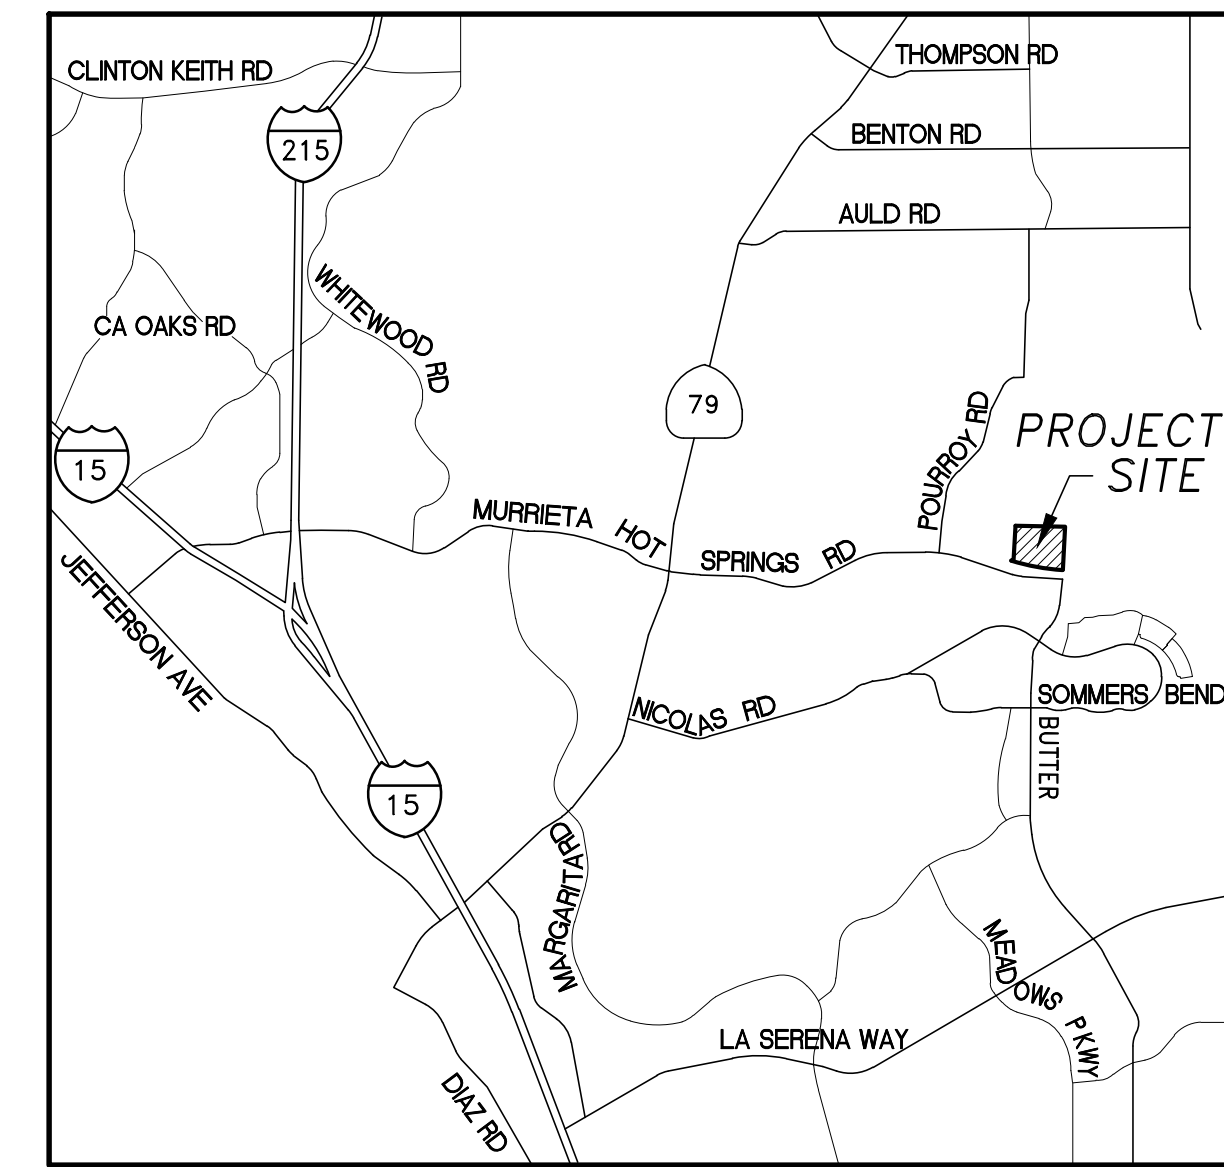 THOMPSON RD
CLINTON KEITH RD
BENTON RD
215
AULD RD
WHITEWOOD RD
CA OAKS RD
79
POURROY RD
PROJECT
SITE
15
MURRIETA HOT SPRINGS RD
JEFFERSON AVE
SOMMERS BEND
NICOLAS RD
BUTTER
15
MARGARITA RD
MEADOWS PKWY
LA SERENA WAY
DIAZ RD